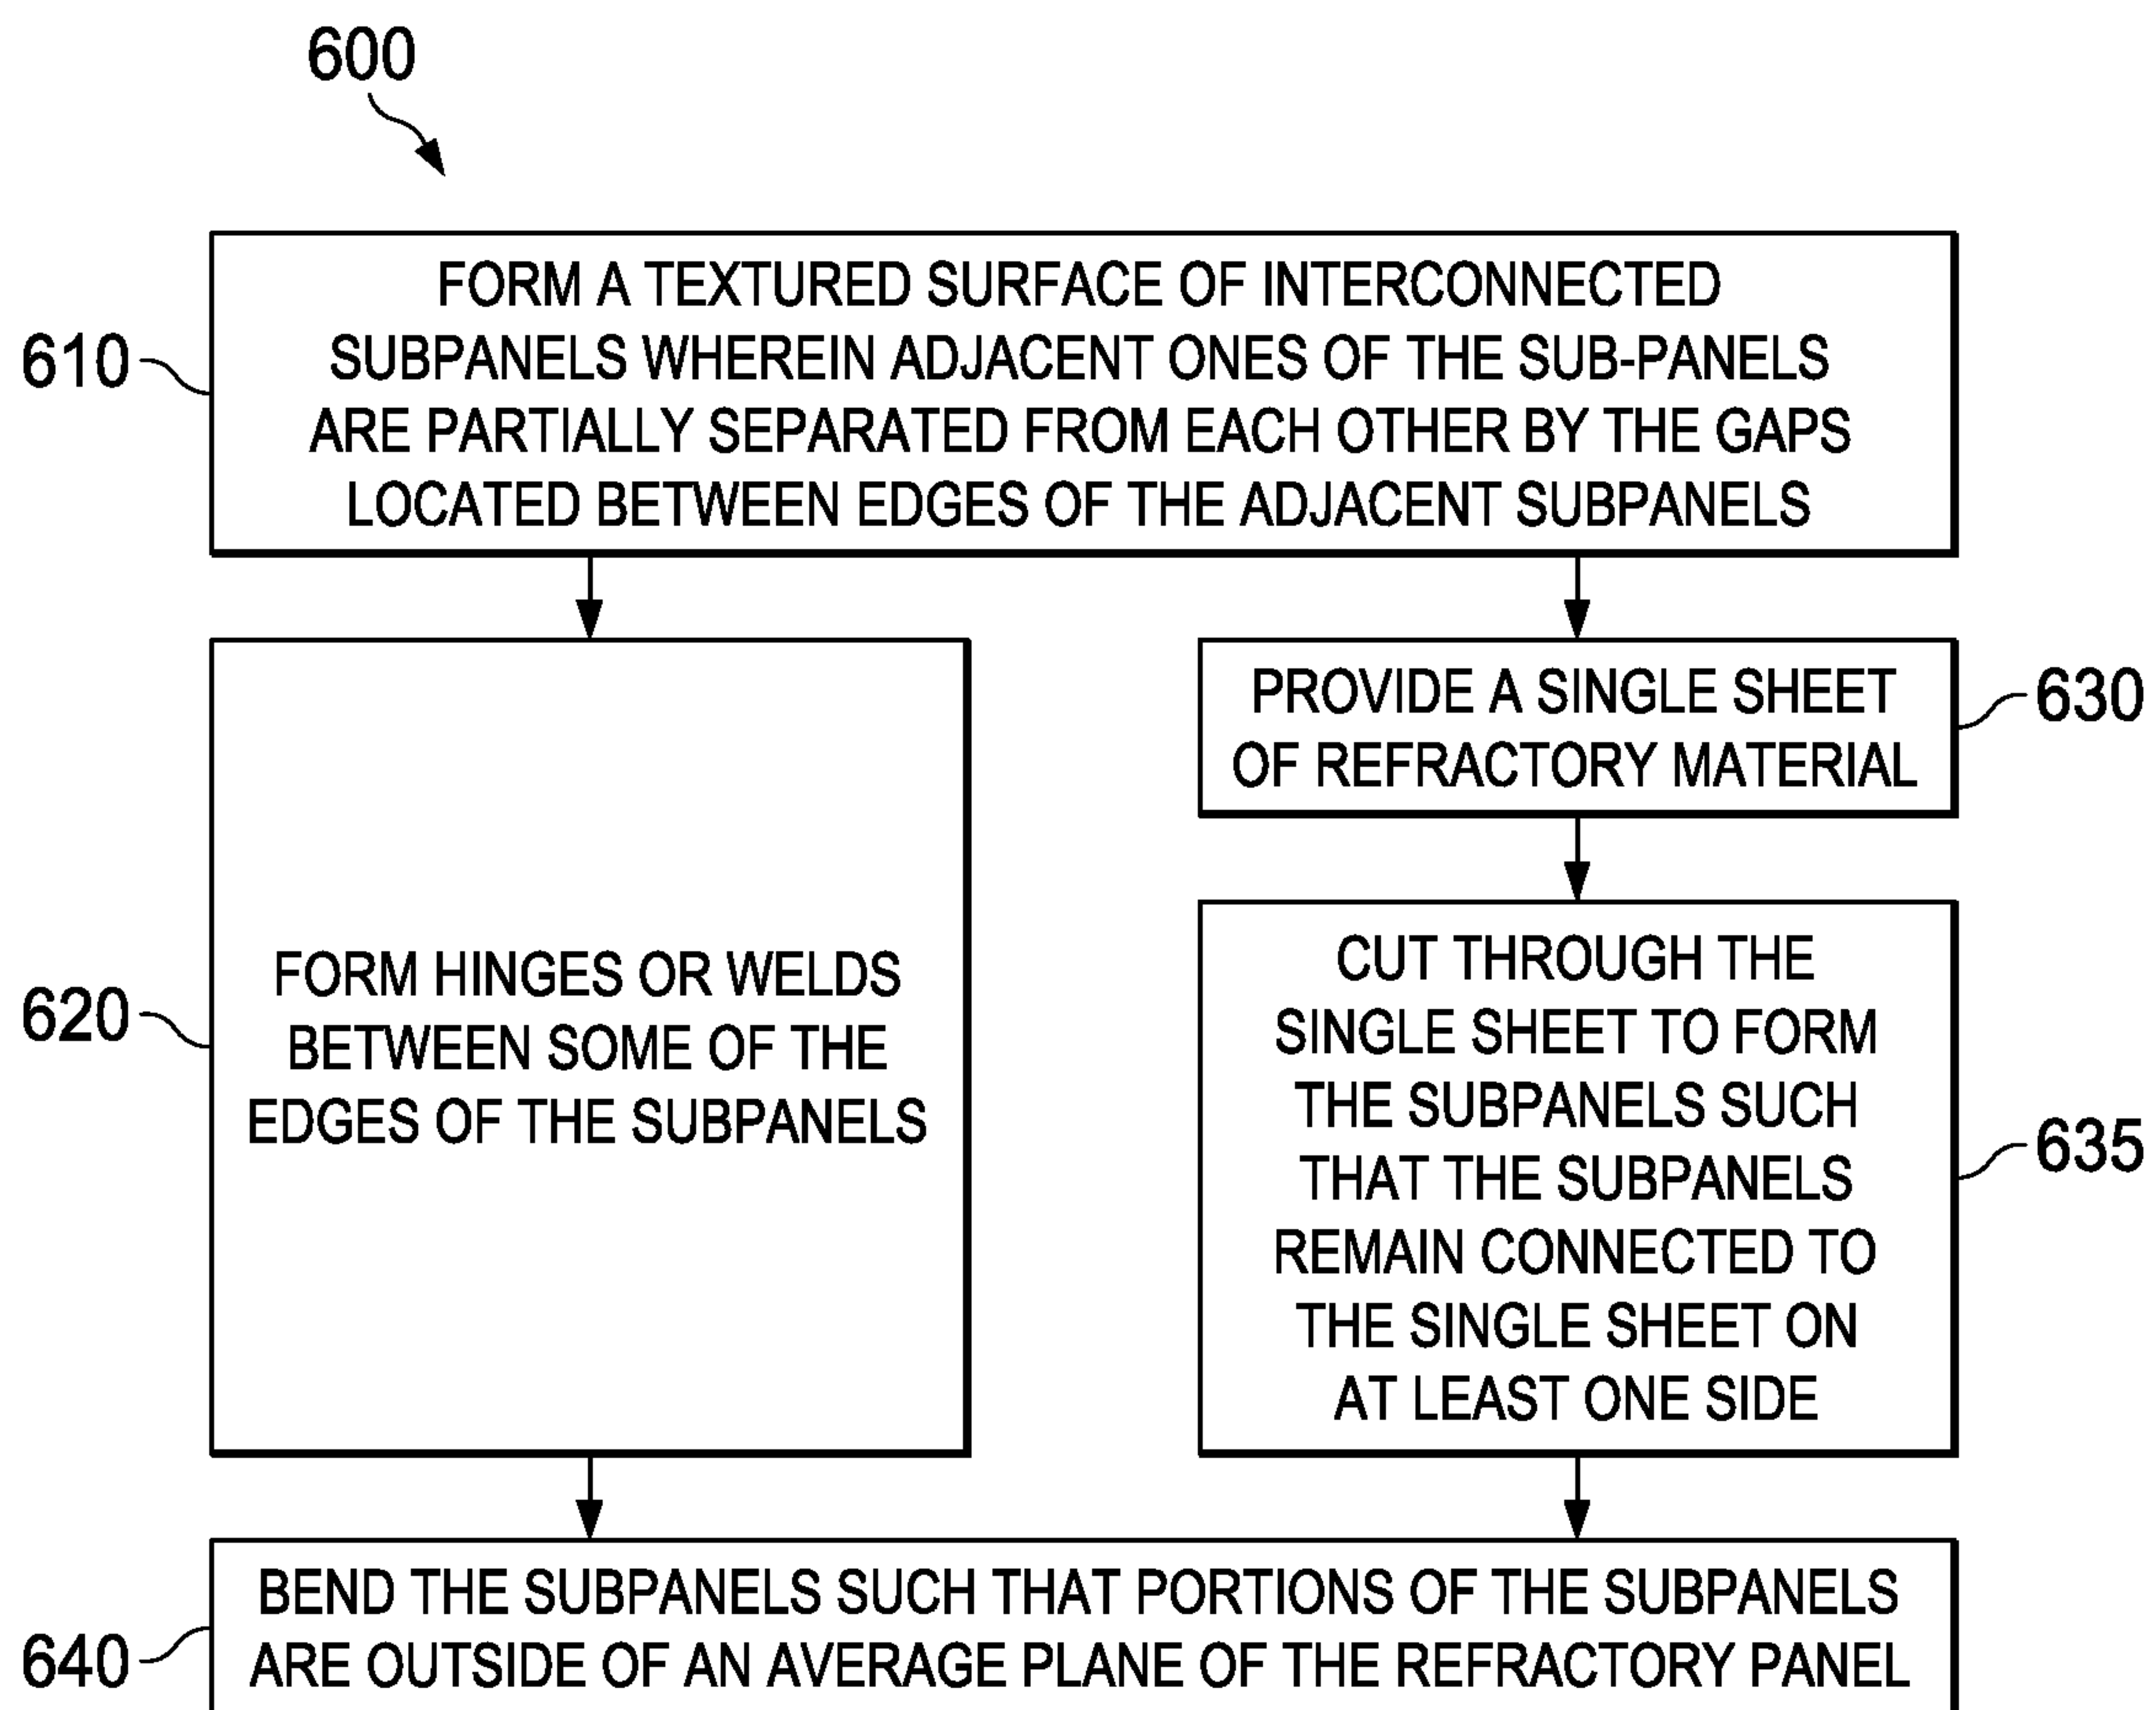 600
610
FORM A TEXTURED SURFACE OF INTERCONNECTED
SUBPANELS WHEREIN ADJACENT ONES OF THE SUB-PANELS
ARE PARTIALLY SEPARATED FROM EACH OTHER BY THE GAPS
LOCATED BETWEEN EDGES OF THE ADJACENT SUBPANELS
620
FORM HINGES OR WELDS
BETWEEN SOME OF THE
EDGES OF THE SUBPANELS
PROVIDE A SINGLE SHEET
OF REFRACTORY MATERIAL
630
CUT THROUGH THE
SINGLE SHEET TO FORM
THE SUBPANELS SUCH
THAT THE SUBPANELS
REMAIN CONNECTED TO
THE SINGLE SHEET ON
AT LEAST ONE SIDE
635
640
BEND THE SUBPANELS SUCH THAT PORTIONS OF THE SUBPANELS
ARE OUTSIDE OF AN AVERAGE PLANE OF THE REFRACTORY PANEL